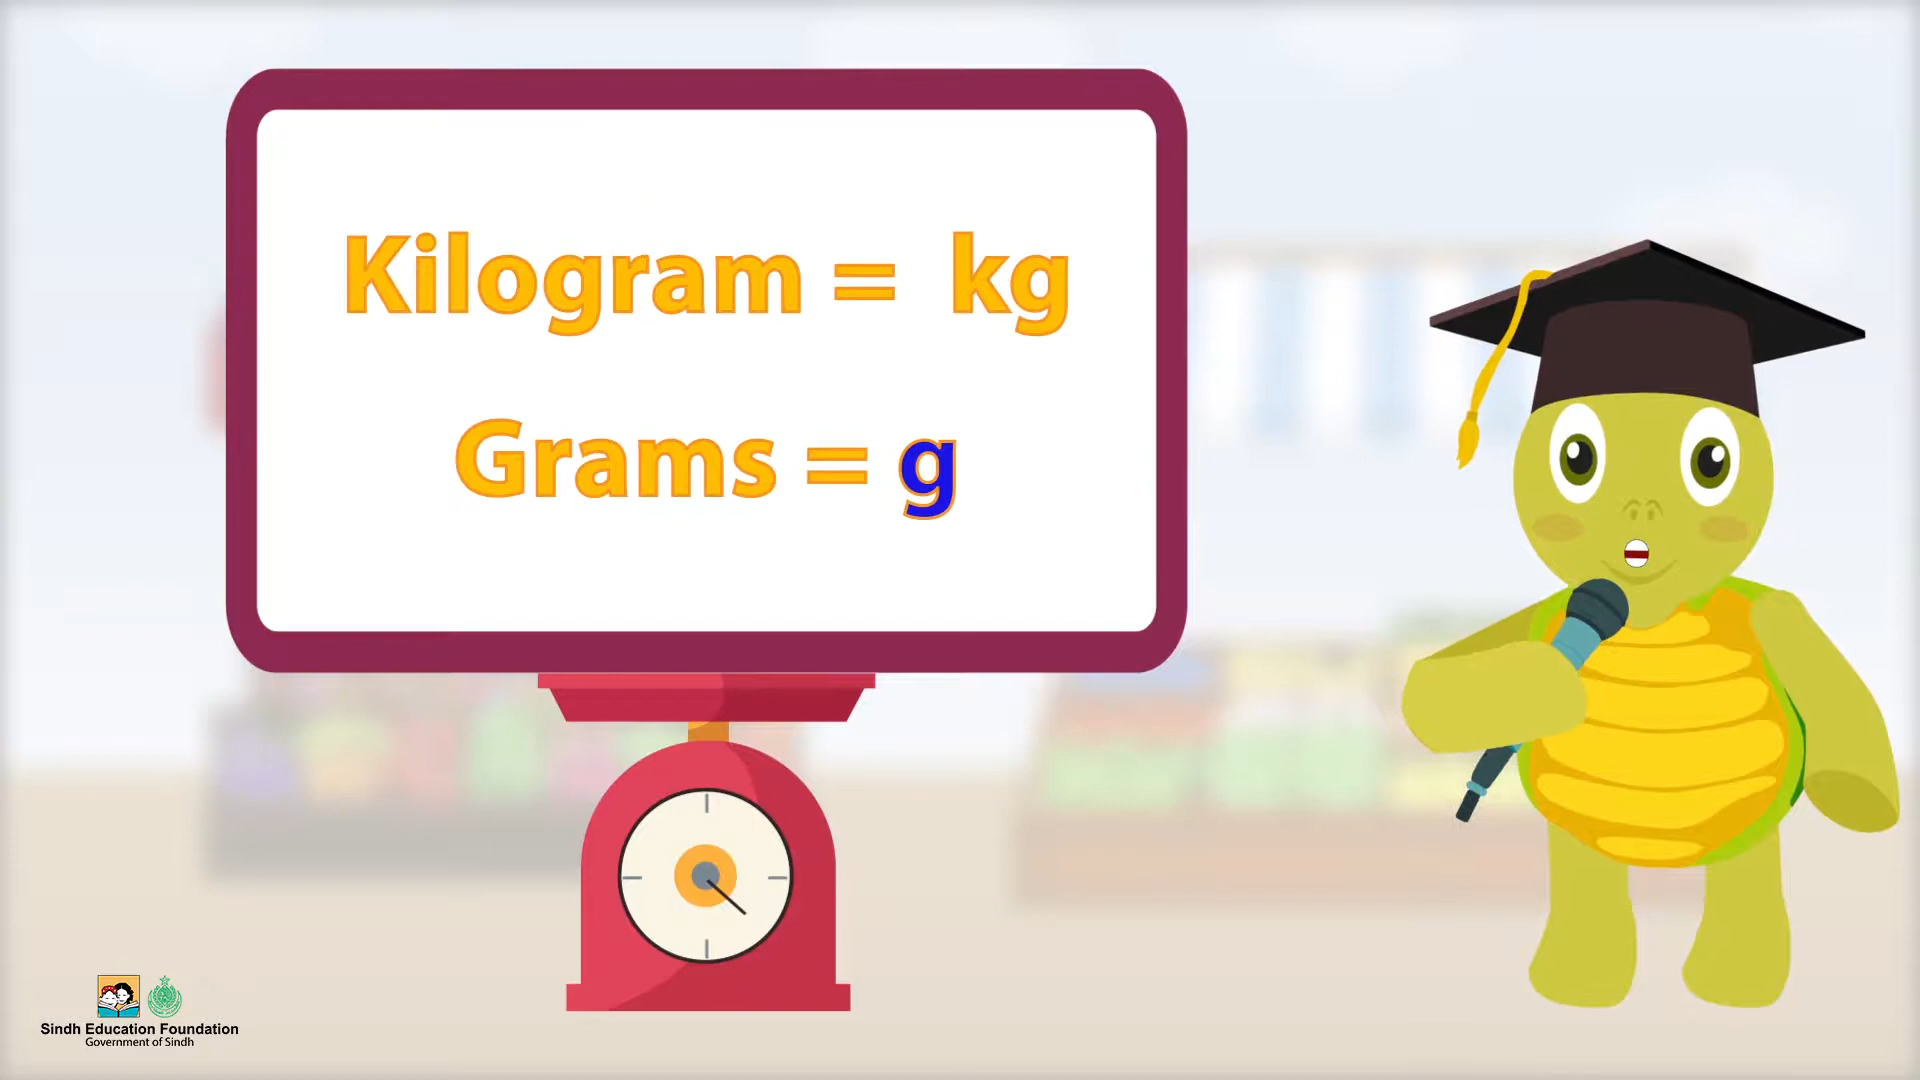 Kilogram = kg
Grams = g
Sindh Education Foundation
Government of Sindh